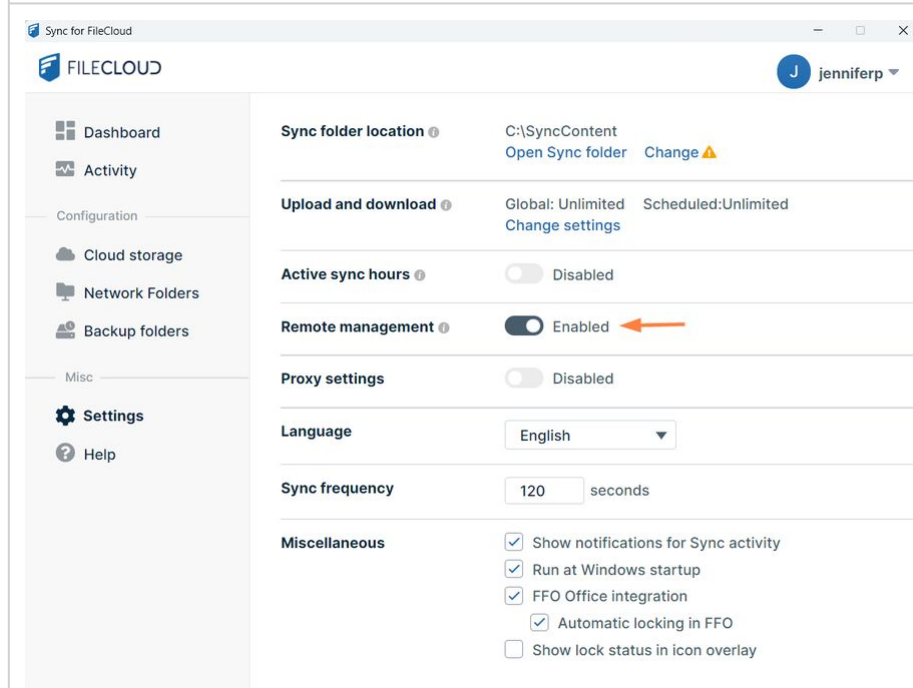 Sync for FileCloud
FILECLOUD
J jenniferp
Dashboard
Activity
Configuration
Cloud storage
Network Folders
Backup folders
Misc
Settings
Help
Sync folder location
C:\SyncContent
Open Sync folder Change
Upload and download
Global: Unlimited Scheduled:Unlimited
Change settings
Active sync hours
Disabled
Remote management
Enabled
Proxy settings
Disabled
Language
English
Sync frequency
120 seconds
Miscellaneous
Show notifications for Sync activity
Run at Windows startup
FFO Office integration
Automatic locking in FFO
Show lock status in icon overlay